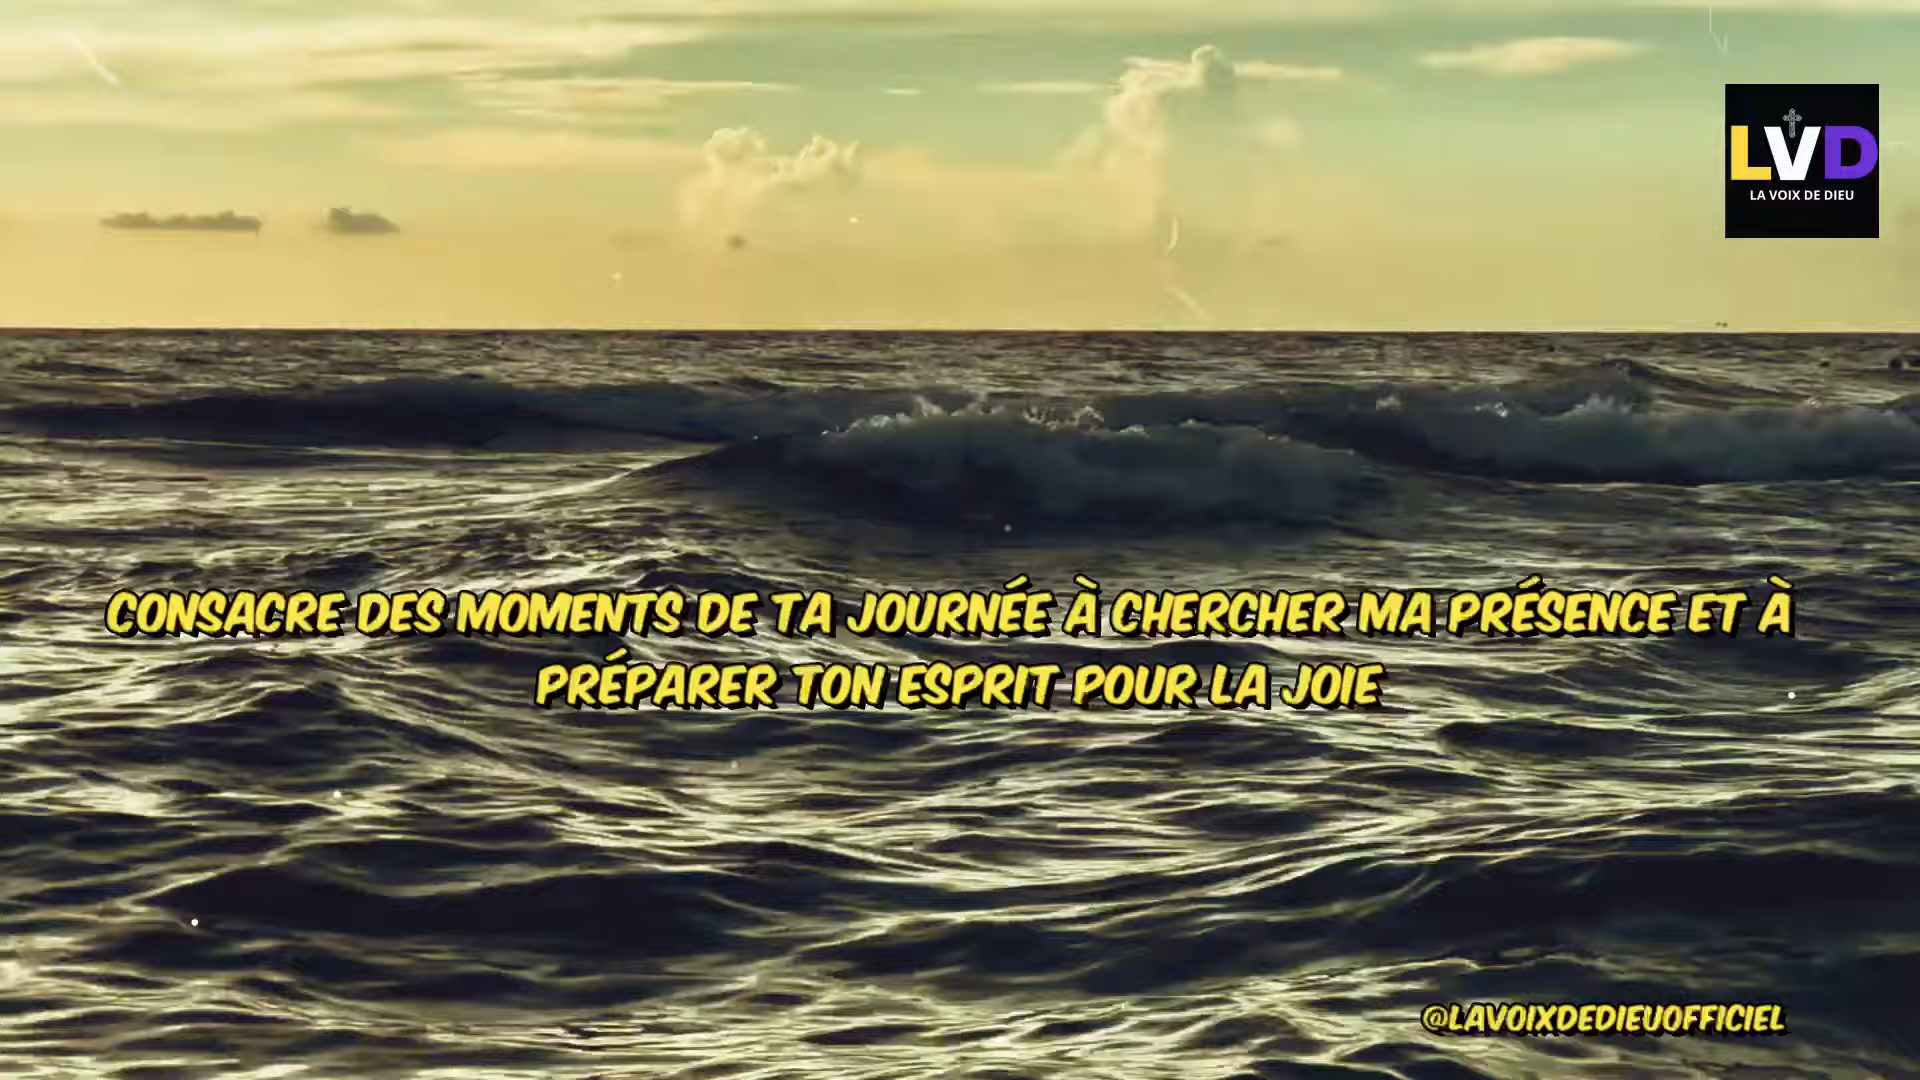 LVD
LA VOIX DE DIEU
CONSACRE DES MOMENTS DE TA JOURNÉE À CHERCHER MA PRÉSENCE ET À
PRÉPARER TON ESPRIT POUR LA JOIE
@LAVOIXDEDIEUOFFICIEL